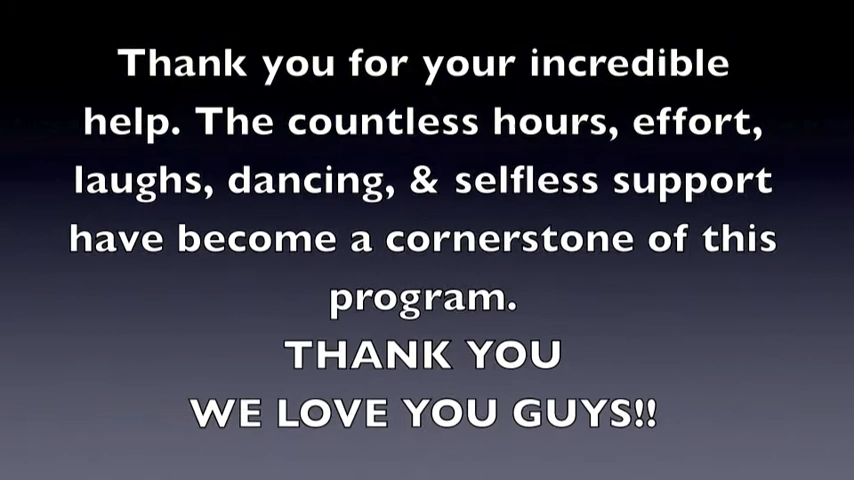 Thank you for your incredible
help. The countless hours, effort,
laughs, dancing, & selfless support
have become a cornerstone of this
program.
THANK YOU
WE LOVE YOU GUYS!!